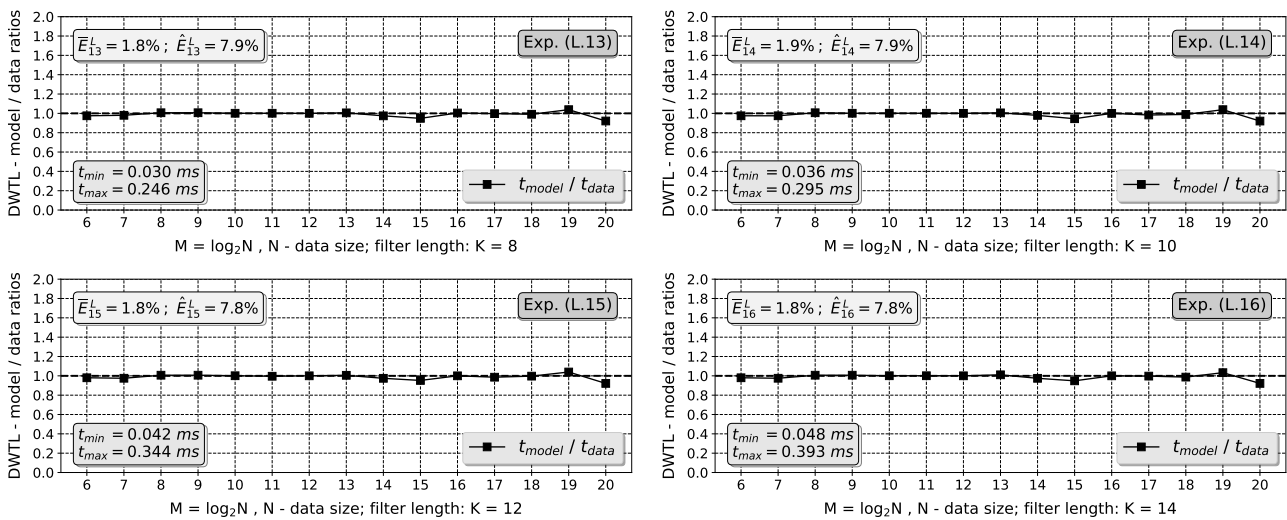 DWTL - model / data ratios
2.0
1.8
1.6
1.4
1.2
1.0
0.8
0.6
0.4
0.2
0.0
E̅ᴸ₁₃ = 1.8% ; Êᴸ₁₃ = 7.9%
Exp. (L.13)
t_min = 0.030 ms
t_max = 0.246 ms
t_model / t_data
6 7 8 9 10 11 12 13 14 15 16 17 18 19 20
M = log₂N , N - data size; filter length: K = 8
DWTL - model / data ratios
2.0
1.8
1.6
1.4
1.2
1.0
0.8
0.6
0.4
0.2
0.0
E̅ᴸ₁₄ = 1.9% ; Êᴸ₁₄ = 7.9%
Exp. (L.14)
t_min = 0.036 ms
t_max = 0.295 ms
t_model / t_data
6 7 8 9 10 11 12 13 14 15 16 17 18 19 20
M = log₂N , N - data size; filter length: K = 10
DWTL - model / data ratios
2.0
1.8
1.6
1.4
1.2
1.0
0.8
0.6
0.4
0.2
0.0
E̅ᴸ₁₅ = 1.8% ; Êᴸ₁₅ = 7.8%
Exp. (L.15)
t_min = 0.042 ms
t_max = 0.344 ms
t_model / t_data
6 7 8 9 10 11 12 13 14 15 16 17 18 19 20
M = log₂N , N - data size; filter length: K = 12
DWTL - model / data ratios
2.0
1.8
1.6
1.4
1.2
1.0
0.8
0.6
0.4
0.2
0.0
E̅ᴸ₁₆ = 1.8% ; Êᴸ₁₆ = 7.8%
Exp. (L.16)
t_min = 0.048 ms
t_max = 0.393 ms
t_model / t_data
6 7 8 9 10 11 12 13 14 15 16 17 18 19 20
M = log₂N , N - data size; filter length: K = 14